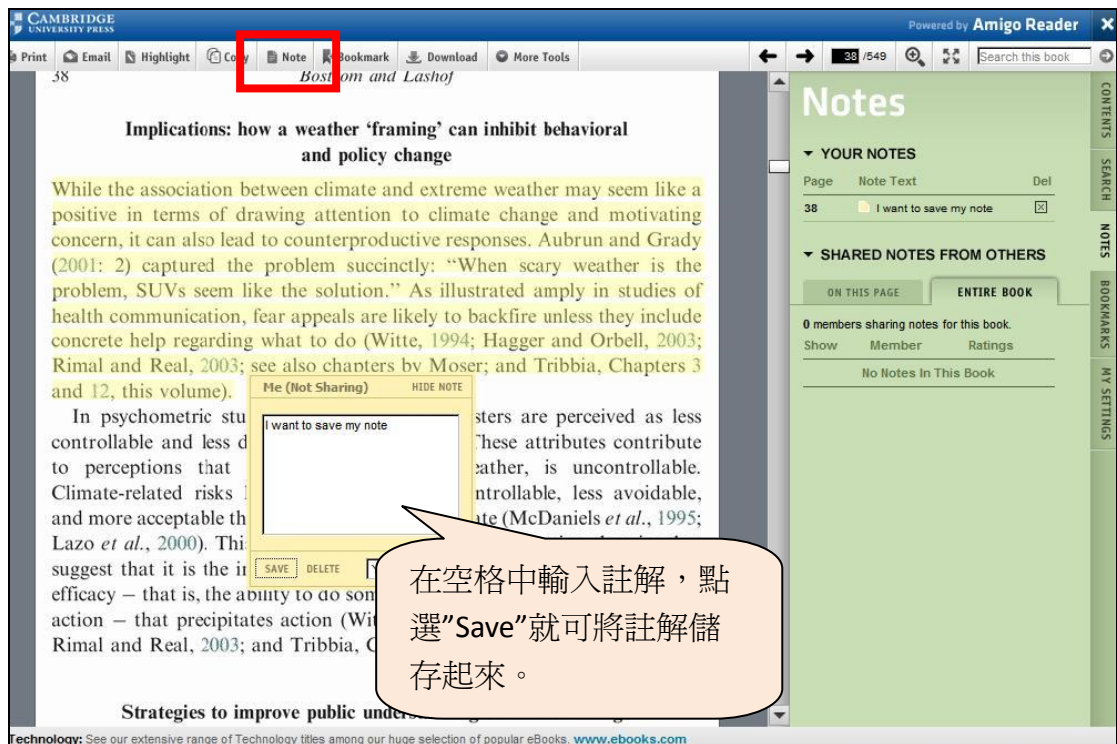 CAMBRIDGE
UNIVERSITY PRESS
Powered by Amigo Reader
Print Email Highlight Copy Note Bookmark Download More Tools
38 /549 Search this book
38 Bostrom and Lashof
Implications: how a weather ‘framing’ can inhibit behavioral
and policy change
While the association between climate and extreme weather may seem like a
positive in terms of drawing attention to climate change and motivating
concern, it can also lead to counterproductive responses. Aubrun and Grady
(2001: 2) captured the problem succinctly: “When scary weather is the
problem, SUVs seem like the solution.” As illustrated amply in studies of
health communication, fear appeals are likely to backfire unless they include
concrete help regarding what to do (Witte, 1994; Hagger and Orbell, 2003;
Rimal and Real, 2003; see also chapters by Moser; and Tribbia, Chapters 3
and 12, this volume).
In psychometric stu sters are perceived as less
controllable and less d These attributes contribute
to perceptions that eather, is uncontrollable.
Climate-related risks ntrollable, less avoidable,
and more acceptable th te (McDaniels et al., 1995;
Lazo et al., 2000). Thi
suggest that it is the
efficacy – that is, the ability to do som
action – that precipitates action (Wit
Rimal and Real, 2003; and Tribbia, C
Strategies to improve public
Me (Not Sharing) HIDE NOTE
I want to save my note
SAVE DELETE
在空格中輸入註解，點
選”Save”就可將註解儲
存起來。
Notes
YOUR NOTES
Page Note Text Del
38 I want to save my note
SHARED NOTES FROM OTHERS
ON THIS PAGE ENTIRE BOOK
0 members sharing notes for this book.
Show Member Ratings
No Notes In This Book
CONTENTS
SEARCH
NOTES
BOOKMARKS
MY SETTINGS
Technology: See our extensive range of Technology titles among our huge selection of popular eBooks. www.ebooks.com